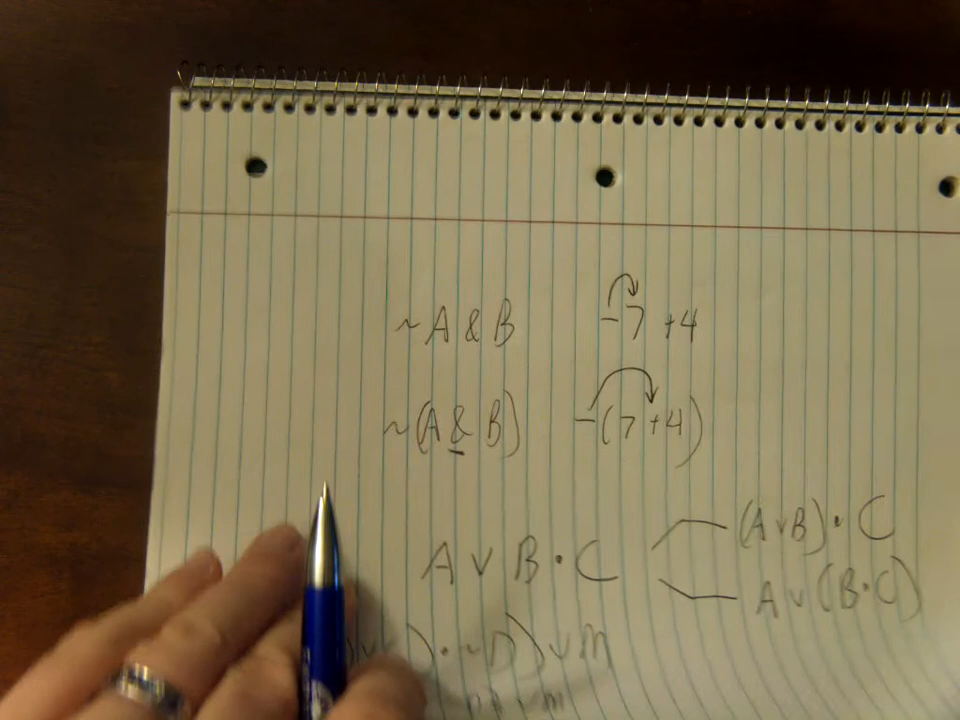 ~A & B -7 +4
~(A & B) -(7+4)
(A v B) · C
A v B · C
A v (B · C)
) · ~D) v M